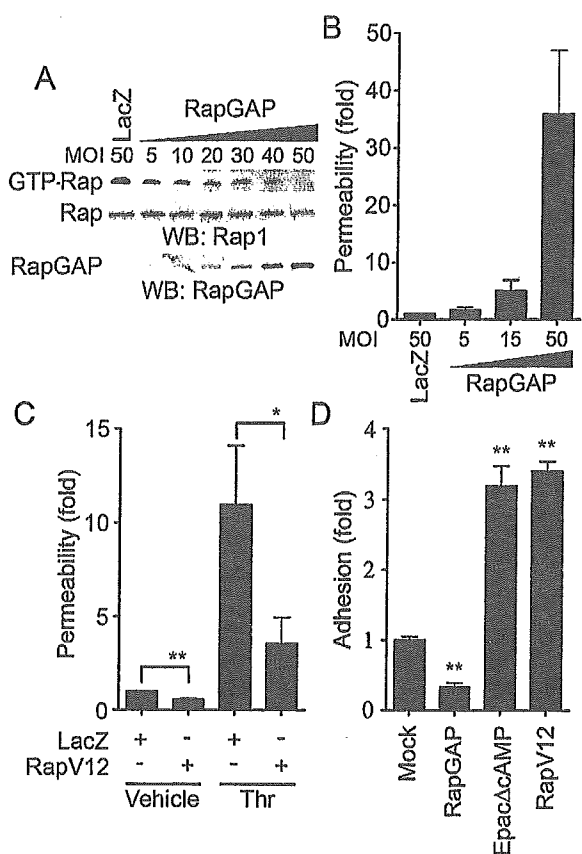 A
LacZ
RapGAP
MOI 50 5 10 20 30 40 50
GTP-Rap
Rap
WB: Rap1
RapGAP
WB: RapGAP
B
Permeability (fold)
50
40
30
20
10
0
MOI 50 5 15 50
LacZ
RapGAP
C
Permeability (fold)
15
10
5
0
*
**
LacZ + - + -
RapV12 - + - +
Vehicle Thr
D
Adhesion (fold)
4
3
2
1
0
**
**
**
Mock
RapGAP
EpacΔcAMP
RapV12